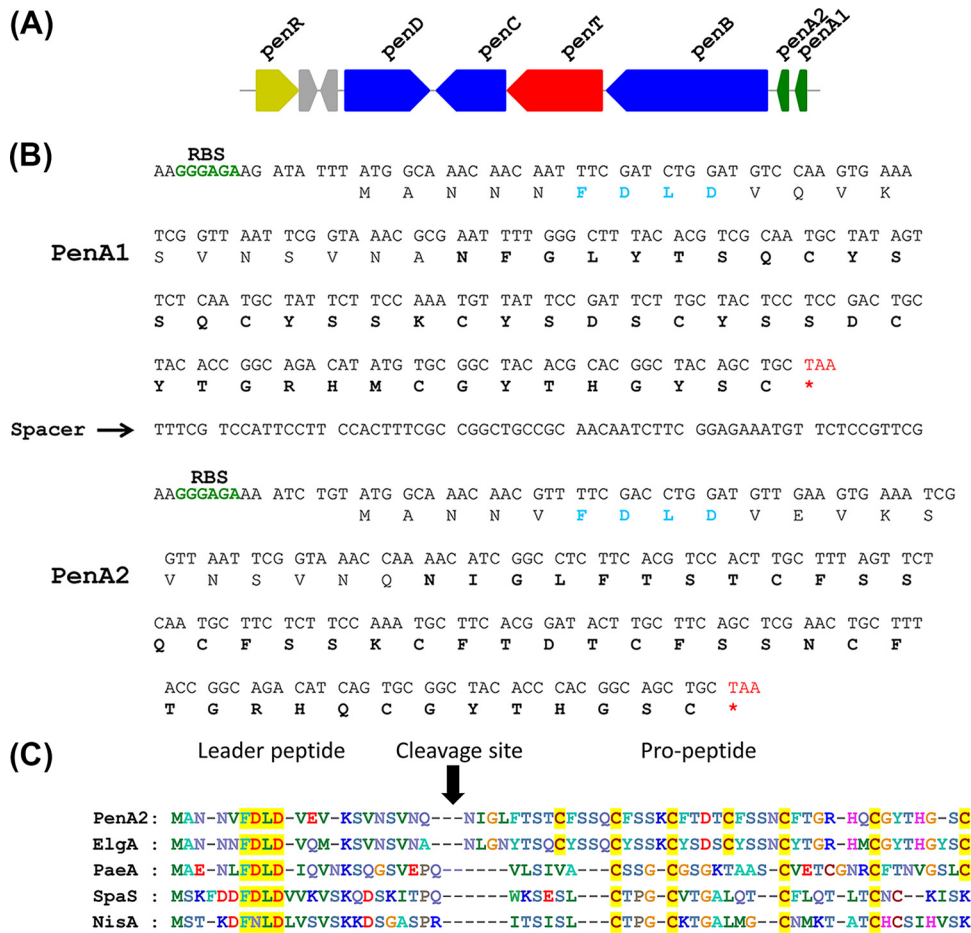 (A)
penR penD penC penT penB penA2 penA1
(B)
RBS
AAGGGAGAAG ATA TTT ATG GCA AAC AAC AAT TTC GAT CTG GAT GTC CAA GTG AAA
M A N N N F D L D V Q V K
TCG GTT AAT TCG GTA AAC GCG AAT TTT GGG CTT TAC ACG TCG CAA TGC TAT AGT
PenA1
S V N S V N A N F G L Y T S Q C Y S
TCT CAA TGC TAT TCT TCC AAA TGT TAT TCC GAT TCT TGC TAC TCC TCC GAC TGC
S Q C Y S S K C Y S D S C Y S S D C
TAC ACC GGC AGA CAT ATG TGC GGC TAC ACG CAC GGC TAC AGC TGC TAA
Y T G R H M C G Y T H G Y S C *
Spacer → TTTCG TCCATTCCTT CCACTTTCGC CGGCTGCCGC AACAATCTTC GGAGAAATGT TCTCCGTTCG
RBS
AAGGGAGAAA ATC TGT ATG GCA AAC AAC GTT TTC GAC CTG GAT GTT GAA GTG AAA TCG
M A N N V F D L D V E V K S
GTT AAT TCG GTA AAC CAA AAC ATC GGC CTC TTC ACG TCC ACT TGC TTT AGT TCT
PenA2
V N S V N Q N I G L F T S T C F S S
CAA TGC TTC TCT TCC AAA TGC TTC ACG GAT ACT TGC TTC AGC TCG AAC TGC TTT
Q C F S S K C F T D T C F S S N C F
ACC GGC AGA CAT CAG TGC GGC TAC ACC CAC GGC AGC TGC TAA
T G R H Q C G Y T H G S C *
(C)
Leader peptide Cleavage site Pro-peptide
PenA2 : MAN-NVFDLD-VEV-KSVNSVNQ---NIGLFTSTCFSSQCFSSKCFTDTCFSSNCFTGR-HQCGYTHG-SC
ElgA : MAN-NNFDLD-VQM-KSVNSVNA---NLGNYTSQCYSSQCYSSKCYSDSCYSSNCYTGR-HMCGYTHGYSC
PaeA : MAE-NLFDLD-IQVNKSQGSVEPQ------VLSIVA---CSSG-CGSGKTAAS-CVETCGNRCFTNVGSLC
SpaS : MSKFDDFDLDVVKVSKQDSKITPQ------WKSESL---CTPG-CVTGALQT--CFLQT-LTCNC--KISK
NisA : MST-KDFNLDLVSVSKKDSGASPR------ITSISL---CTPG-CKTGALMG--CNMKT-ATCHCSIHVSK